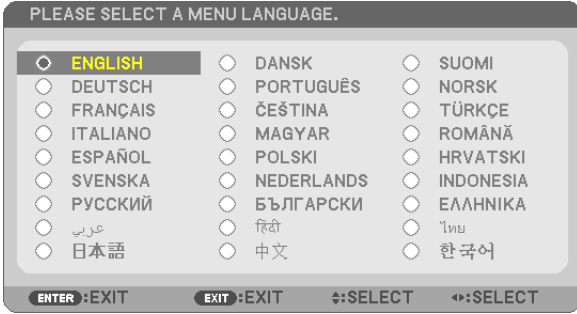 PLEASE SELECT A MENU LANGUAGE.
ENGLISH DANSK SUOMI
DEUTSCH PORTUGUÊS NORSK
FRANÇAIS ČEŠTINA TÜRKÇE
ITALIANO MAGYAR ROMÂNĂ
ESPAÑOL POLSKI HRVATSKI
SVENSKA NEDERLANDS INDONESIA
РУССКИЙ БЪЛГАРСКИ ΕΛΛΗΝΙΚΑ
عربي हिंदी ไทย
日本語 中文 한국어
ENTER:EXIT EXIT:EXIT :SELECT :SELECT